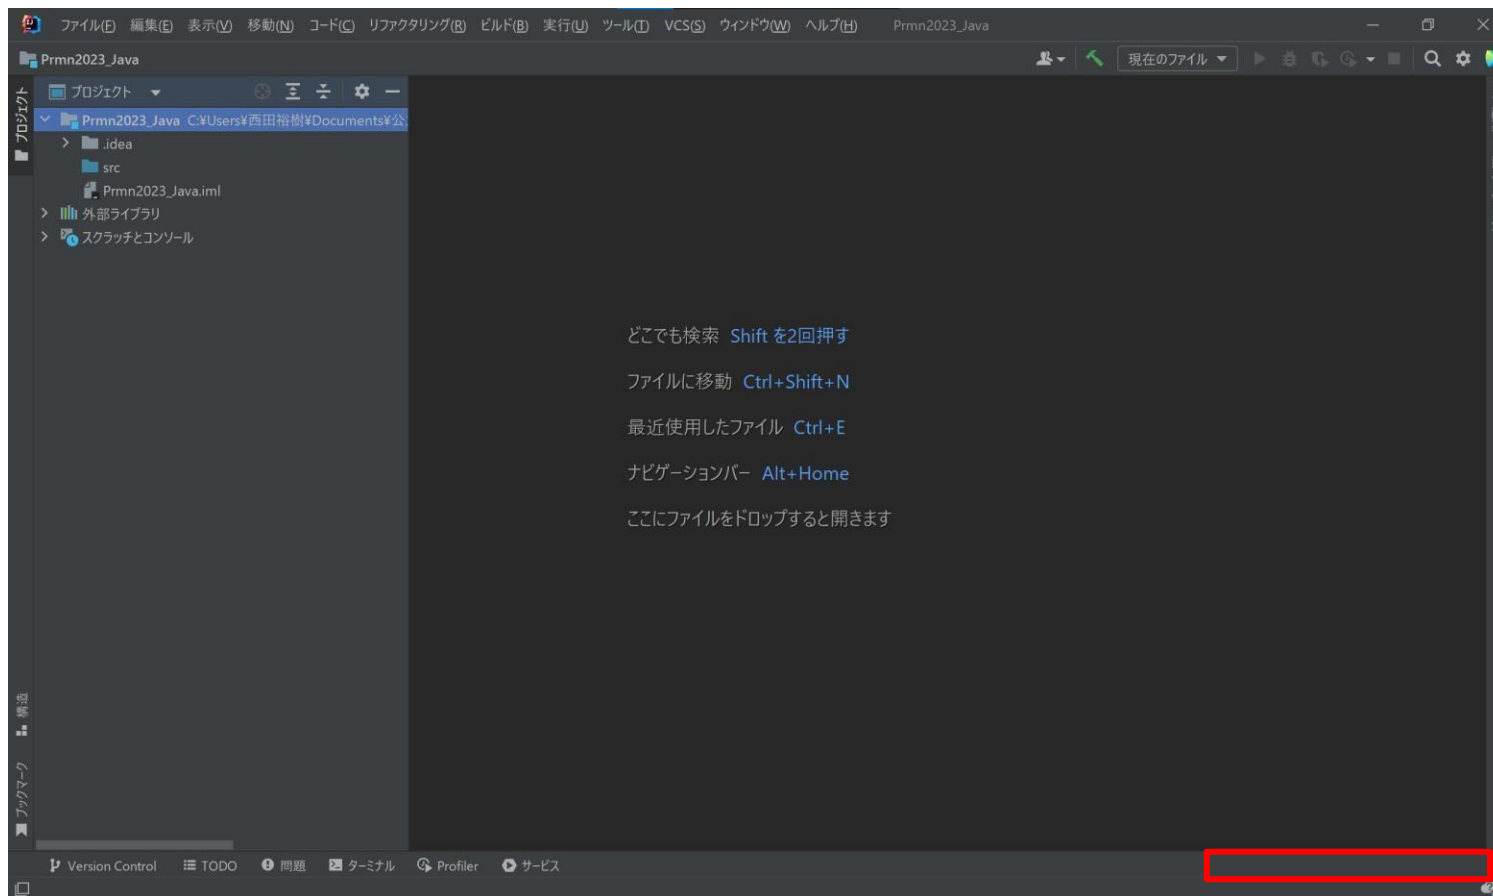 ファイル(F) 編集(E) 表示(V) 移動(N) コード(C) リファクタリング(R) ビルド(B) 実行(U) ツール(T) VCS(S) ウィンドウ(W) ヘルプ(H) Prmn2023_Java
Prmn2023_Java 現在のファイル
プロジェクト
プロジェクト
Prmn2023_Java C:¥Users¥西田裕樹¥Documents¥公
.idea
src
Prmn2023_Java.iml
外部ライブラリ
スクラッチとコンソール
どこでも検索 Shift を2回押す
ファイルに移動 Ctrl+Shift+N
最近使用したファイル Ctrl+E
ナビゲーションバー Alt+Home
ここにファイルをドロップすると開きます
構造
ブックマーク
Version Control TODO 問題 ターミナル Profiler サービス